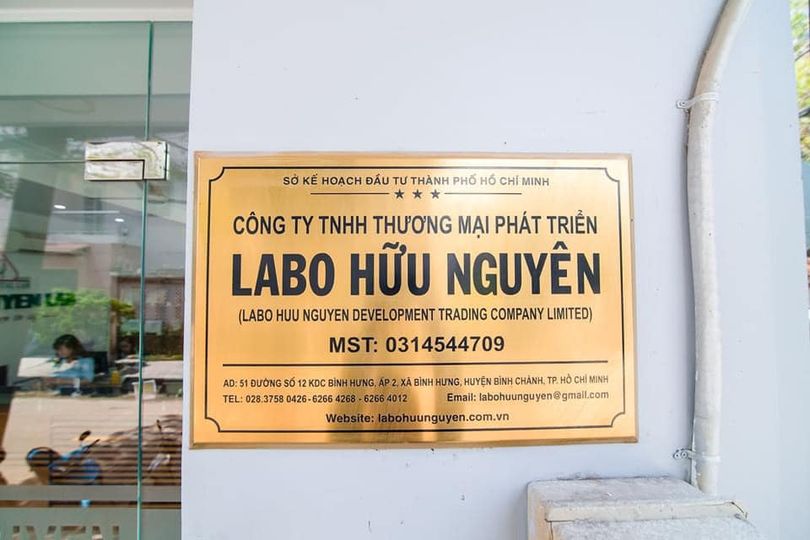 SỞ KẾ HOẠCH ĐẦU TƯ THÀNH PHỐ HỒ CHÍ MINH
CÔNG TY TNHH THƯƠNG MẠI PHÁT TRIỂN
LABO HỮU NGUYÊN
(LABO HUU NGUYEN DEVELOPMENT TRADING COMPANY LIMITED)
MST: 0314544709
AD: 51 ĐƯỜNG SỐ 12 KDC BÌNH HƯNG, ẤP 2, XÃ BÌNH HƯNG, HUYỆN BÌNH CHÁNH, TP. HỒ CHÍ MINH
TEL: 028.3758 0426 - 6266 4268 - 6266 4012 Email: labohuunguyen@gmail.com
Website: labohuunguyen.com.vn